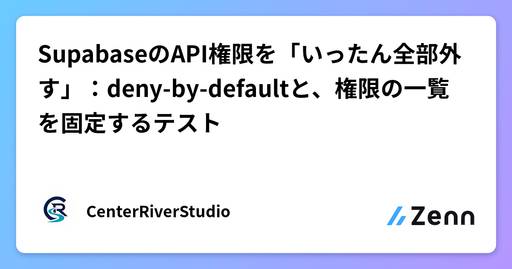 SupabaseのAPI権限を「いったん全部外
す」：deny-by-defaultと、権限の一覧
を固定するテスト
CenterRiverStudio
Zenn